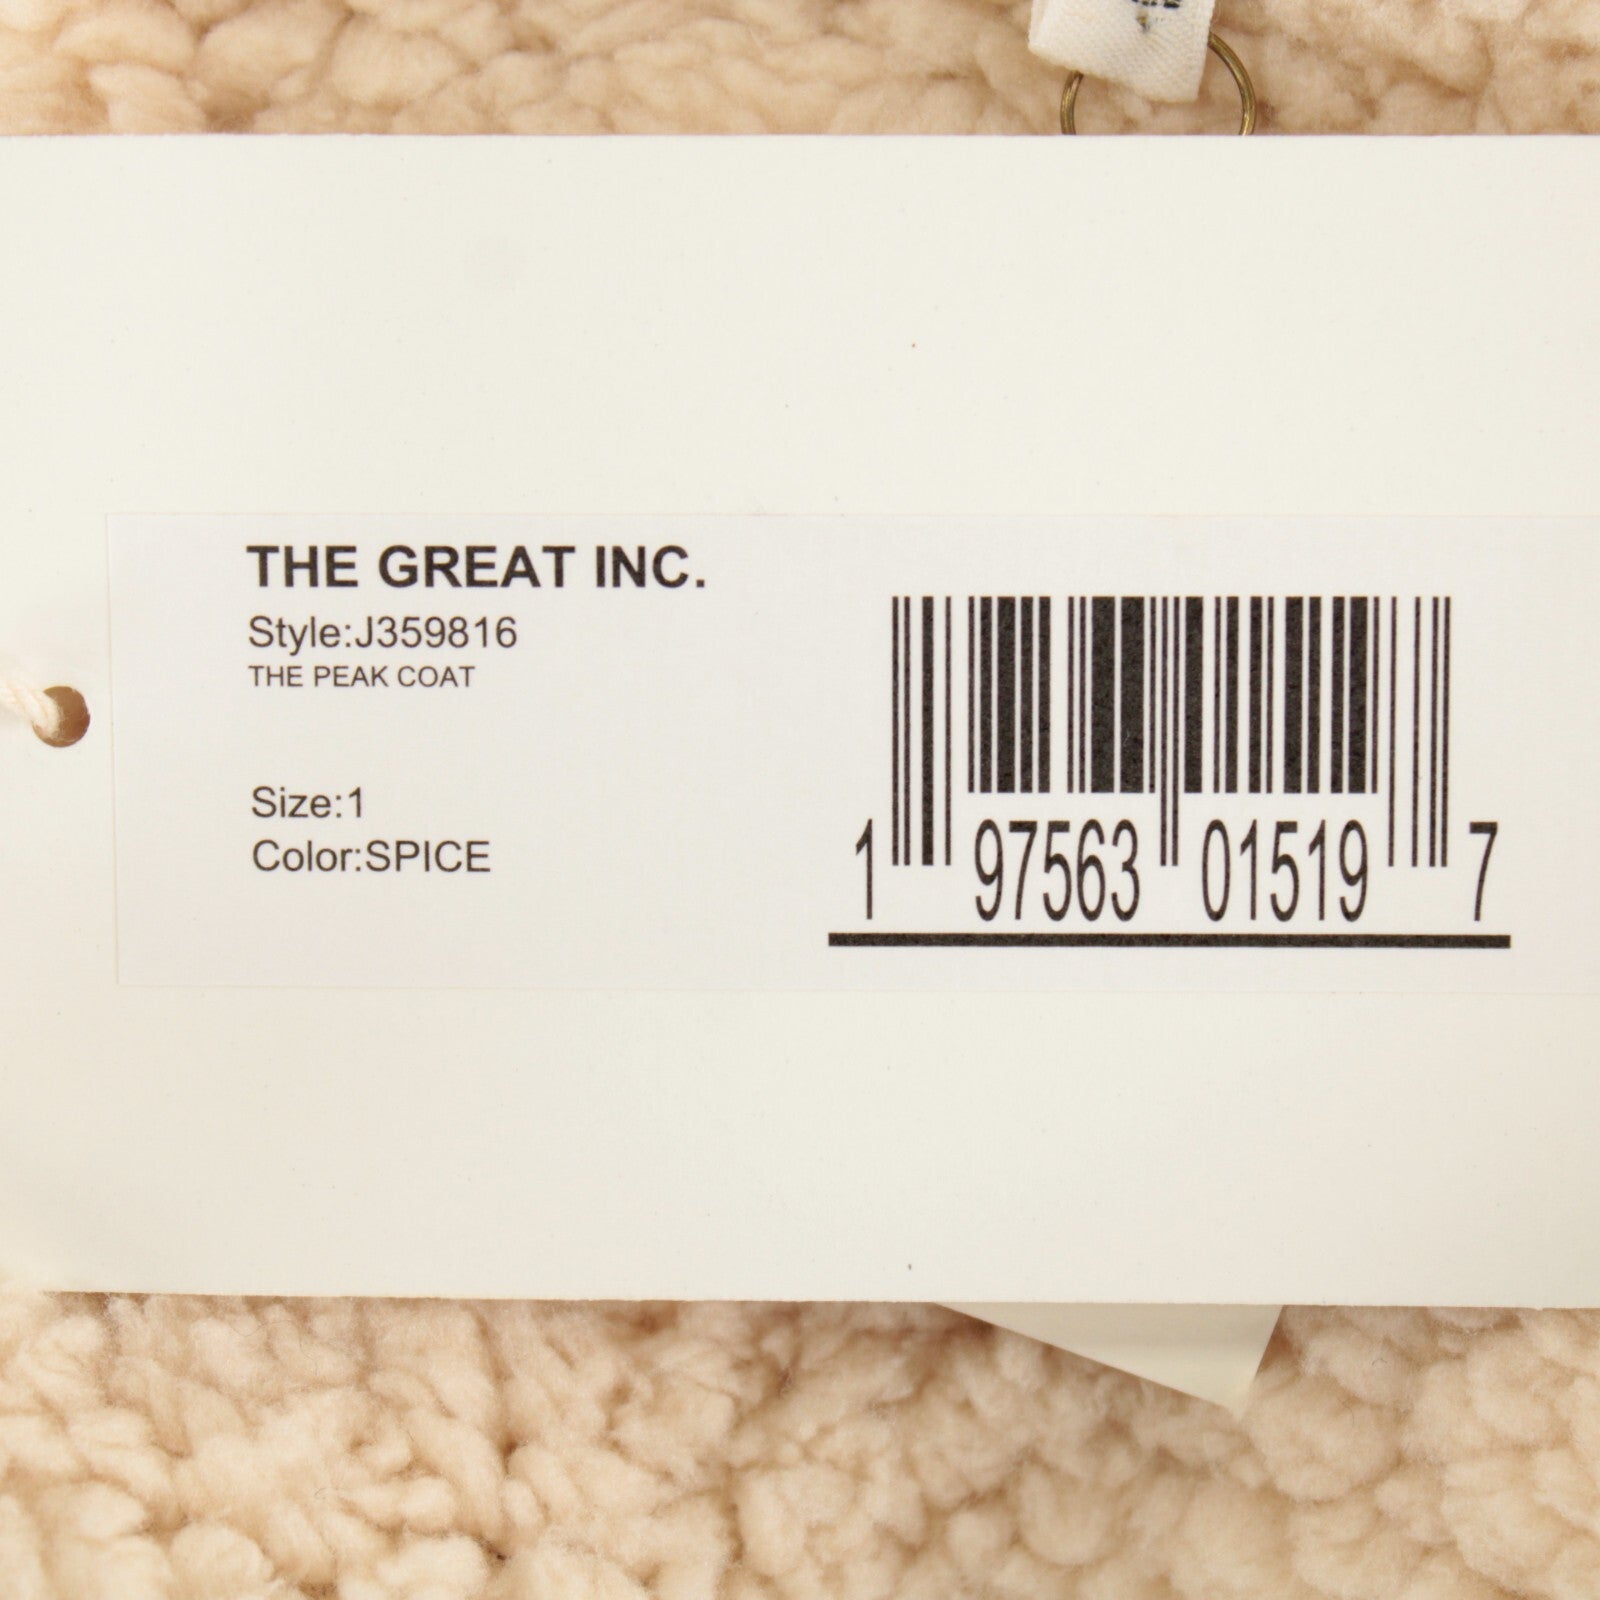 THE GREAT INC.
Style:J359816
THE PEAK COAT
Size:1
Color:SPICE
1 97563 01519 7